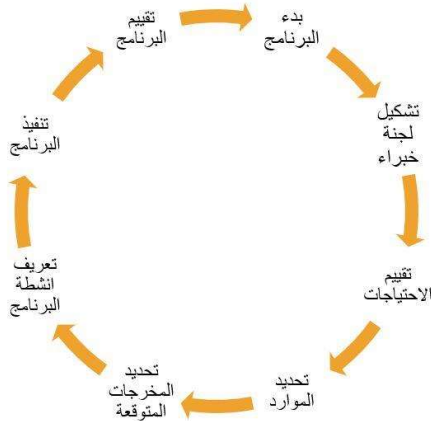 بدء
البرنامج
تشكيل
لجنة
خبراء
تقييم
الاحتياجات
تحديد
الموارد
تحديد
المخرجات
المتوقعة
تعريف
انشطة
البرنامج
تنفيذ
البرنامج
تقييم
البرنامج